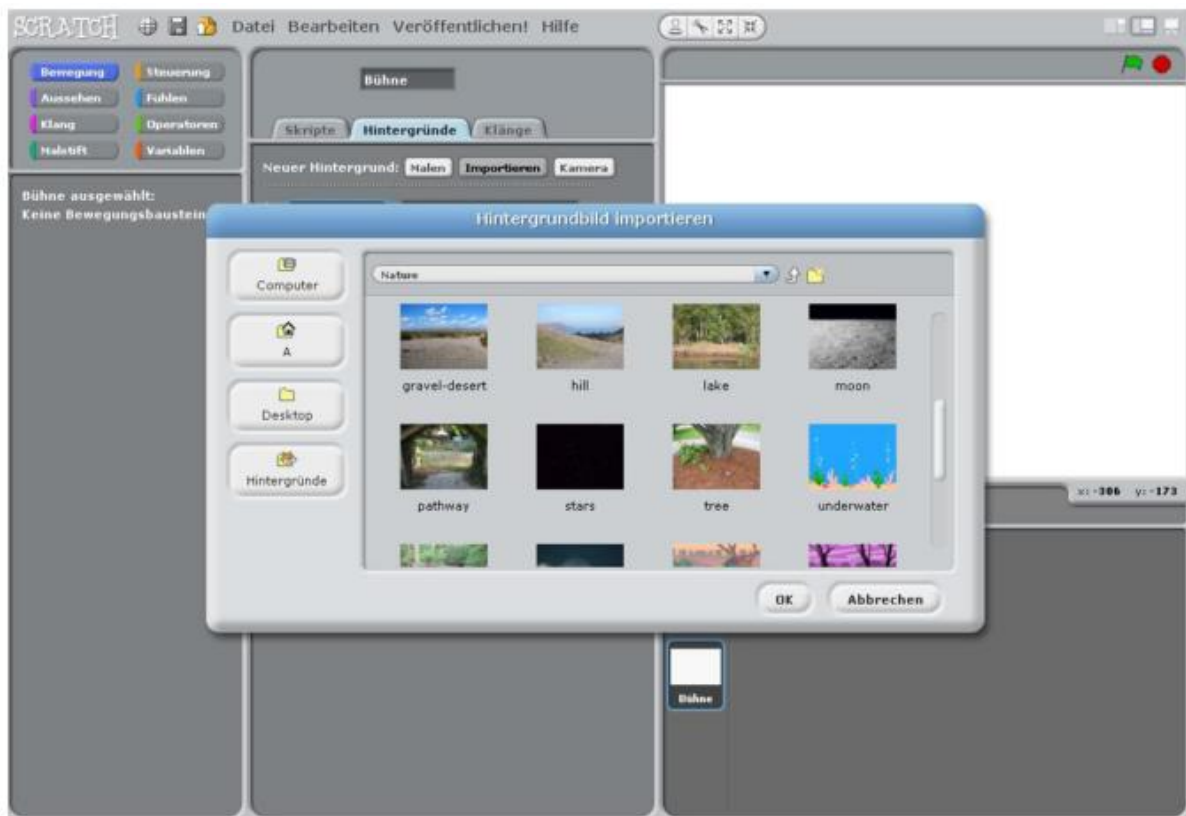 SCRATCH Datei Bearbeiten Veröffentlichen! Hilfe
Bewegung Steuerung
Aussehen Fühlen
Klang Operatoren
Malstift Variablen
Bühne
Skripte Hintergründe Klänge
Neuer Hintergrund: Malen Importieren Kamera
Bühne ausgewählt:
Keine Bewegungsbaustein
Hintergrundbild importieren
Computer
A
Desktop
Hintergründe
Nature
gravel-desert hill lake moon
pathway stars tree underwater
OK Abbrechen
x: -306 y: -173
Bühne